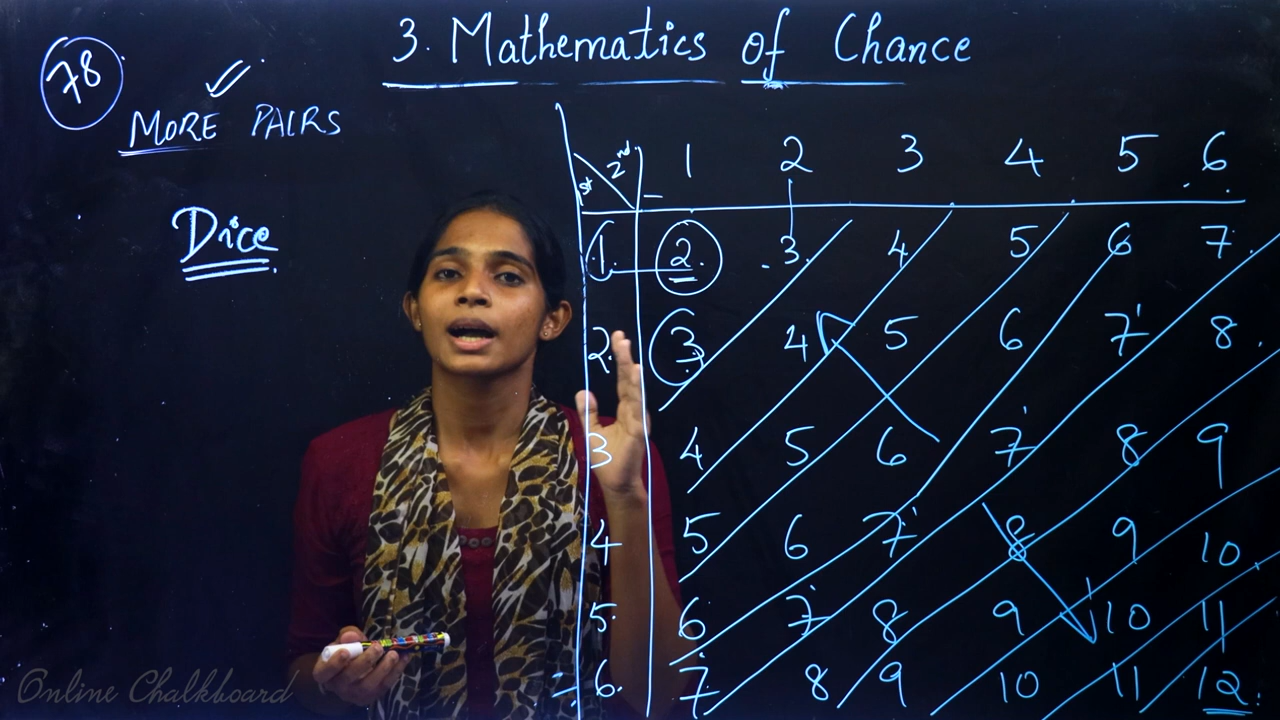 3. Mathematics of Chance
78
MORE PAIRS
Dice
1st 2nd 1 2 3 4 5 6
1. 2. 3. 4 5 6 7.
2. 3 4 5 6 7 8.
3 4 5 6 7 8 9
4 5 6 7 8 9 10
5. 6 7 8 9 10 11
6. 7 8 9 10 11 12.
Online Chalkboard